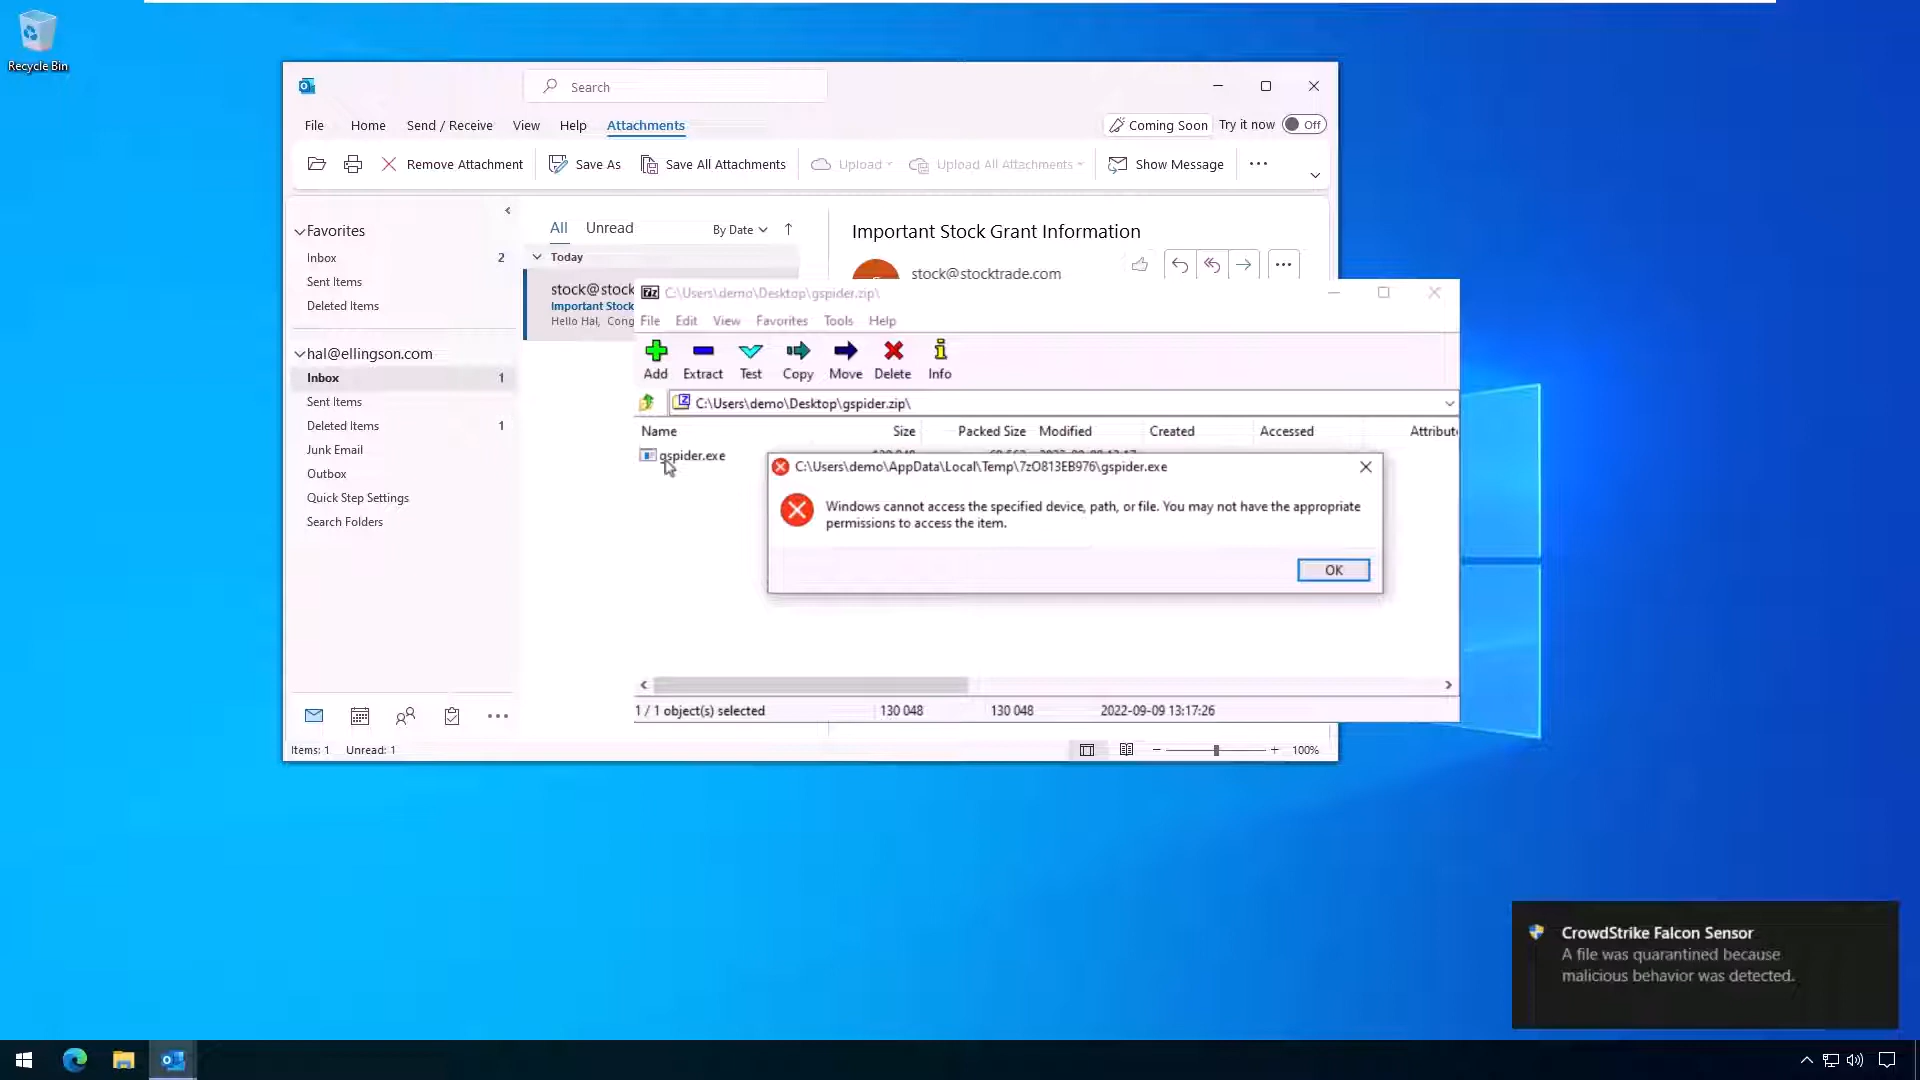 Recycle Bin
Search
File Home Send / Receive View Help Attachments
Coming Soon Try it now Off
Remove Attachment Save As Save All Attachments Upload Upload All Attachments Show Message
Favorites
Inbox 2
Sent Items
Deleted Items
hal@ellingson.com
Inbox 1
Sent Items
Deleted Items 1
Junk Email
Outbox
Quick Step Settings
Search Folders
Items: 1 Unread: 1
All Unread By Date
Today
stock@stock
Important Stock
Hello Hal, Cong
Important Stock Grant Information
stock@stocktrade.com
C:\Users\demo\Desktop\gspider.zip\
File Edit View Favorites Tools Help
Add Extract Test Copy Move Delete Info
C:\Users\demo\Desktop\gspider.zip\
Name Size Packed Size Modified Created Accessed Attribut
gspider.exe
C:\Users\demo\AppData\Local\Temp\7zO813EB976\gspider.exe
Windows cannot access the specified device, path, or file. You may not have the appropriate
permissions to access the item.
OK
1 / 1 object(s) selected 130 048 130 048 2022-09-09 13:17:26
100%
CrowdStrike Falcon Sensor
A file was quarantined because
malicious behavior was detected.